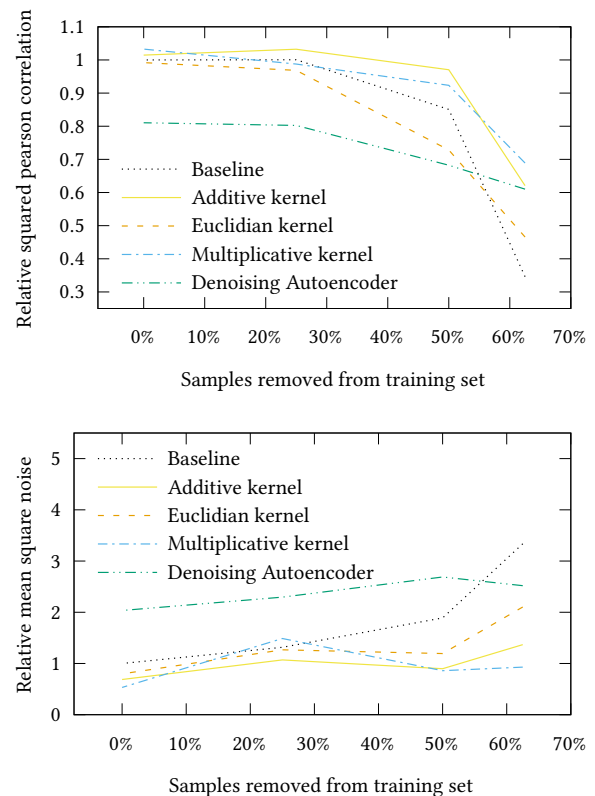 1.1
1
0.9
0.8
0.7
0.6
0.5
0.4
0.3
Relative squared pearson correlation
Baseline
Additive kernel
Euclidian kernel
Multiplicative kernel
Denoising Autoencoder
0% 10% 20% 30% 40% 50% 60% 70%
Samples removed from training set
5
4
3
2
1
0
Relative mean square noise
Baseline
Additive kernel
Euclidian kernel
Multiplicative kernel
Denoising Autoencoder
0% 10% 20% 30% 40% 50% 60% 70%
Samples removed from training set